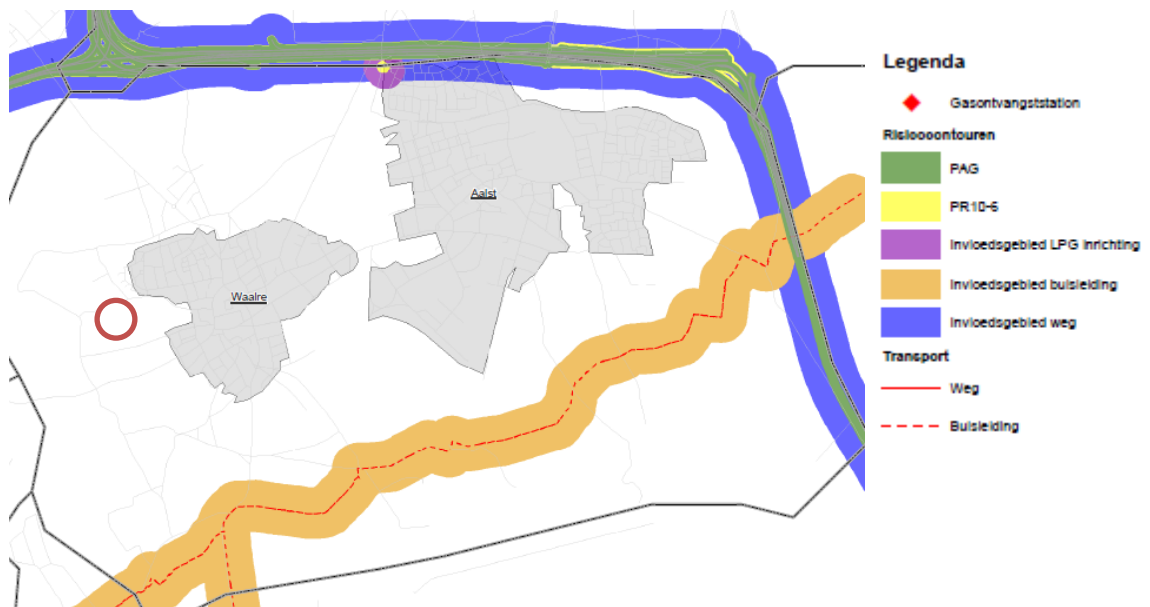 Legenda
Gasontvangststation
Risicocontouren
PAG
PR10-6
Invloedsgebied LPG inrichting
Invloedsgebied buisleiding
Invloedsgebied weg
Transport
Weg
Buisleiding
Aalst
Waalre